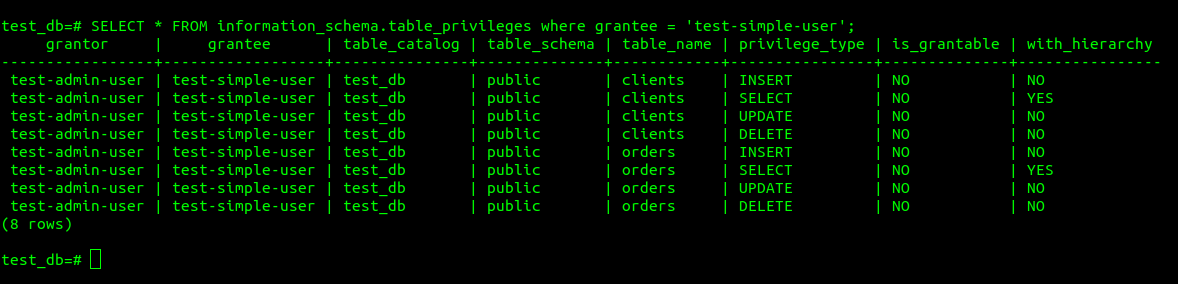 test_db=# SELECT * FROM information_schema.table_privileges where grantee = 'test-simple-user';
     grantor     |     grantee      | table_catalog | table_schema | table_name | privilege_type | is_grantable | with_hierarchy
-----------------+------------------+---------------+--------------+------------+----------------+--------------+----------------
 test-admin-user | test-simple-user | test_db       | public       | clients    | INSERT         | NO           | NO
 test-admin-user | test-simple-user | test_db       | public       | clients    | SELECT         | NO           | YES
 test-admin-user | test-simple-user | test_db       | public       | clients    | UPDATE         | NO           | NO
 test-admin-user | test-simple-user | test_db       | public       | clients    | DELETE         | NO           | NO
 test-admin-user | test-simple-user | test_db       | public       | orders     | INSERT         | NO           | NO
 test-admin-user | test-simple-user | test_db       | public       | orders     | SELECT         | NO           | YES
 test-admin-user | test-simple-user | test_db       | public       | orders     | UPDATE         | NO           | NO
 test-admin-user | test-simple-user | test_db       | public       | orders     | DELETE         | NO           | NO
(8 rows)
test_db=#